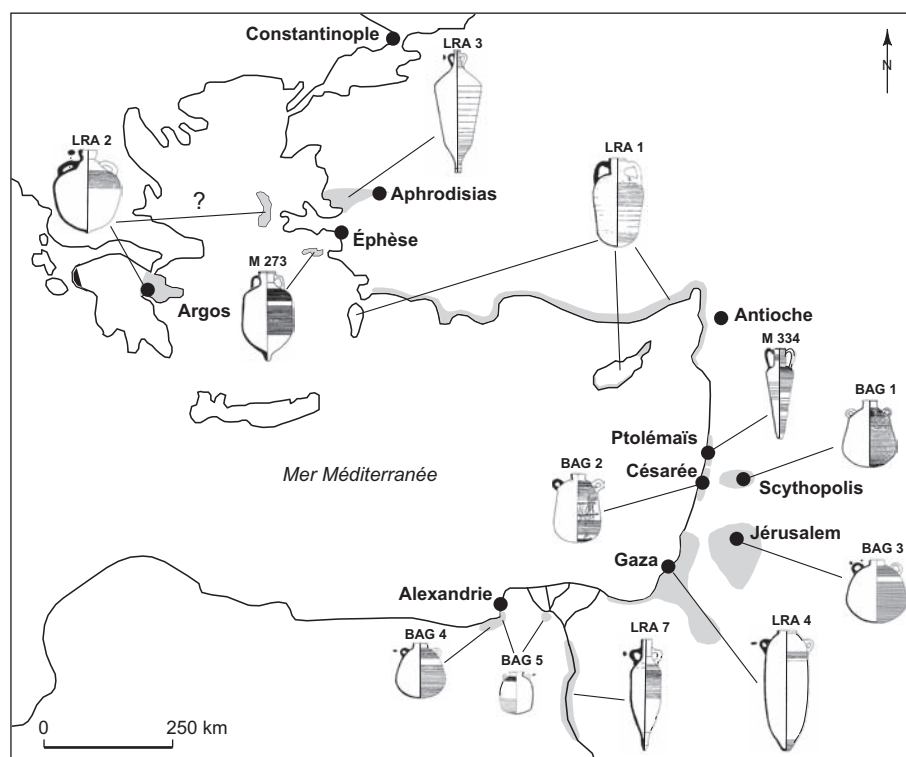 Constantinople
LRA 3
N
LRA 2
LRA 1
?
Aphrodisias
Éphèse
M 273
Argos
Antioche
M 334
BAG 1
Ptolémaïs
Césarée
BAG 2
Scythopolis
Mer Méditerranée
Jérusalem
BAG 3
Gaza
Alexandrie
LRA 7
LRA 4
BAG 4
BAG 5
0 250 km